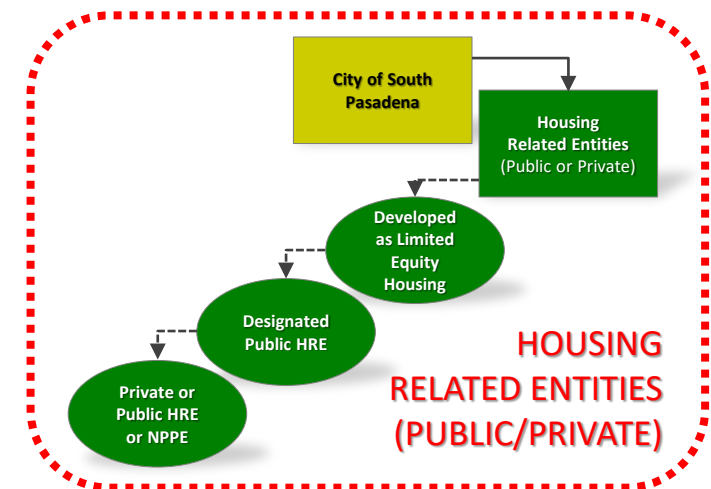 City of South
Pasadena
Housing
Related Entities
(Public or Private)
Developed
as Limited
Equity
Housing
Designated
Public HRE
Private or
Public HRE
or NPPE
HOUSING
RELATED ENTITIES
(PUBLIC/PRIVATE)